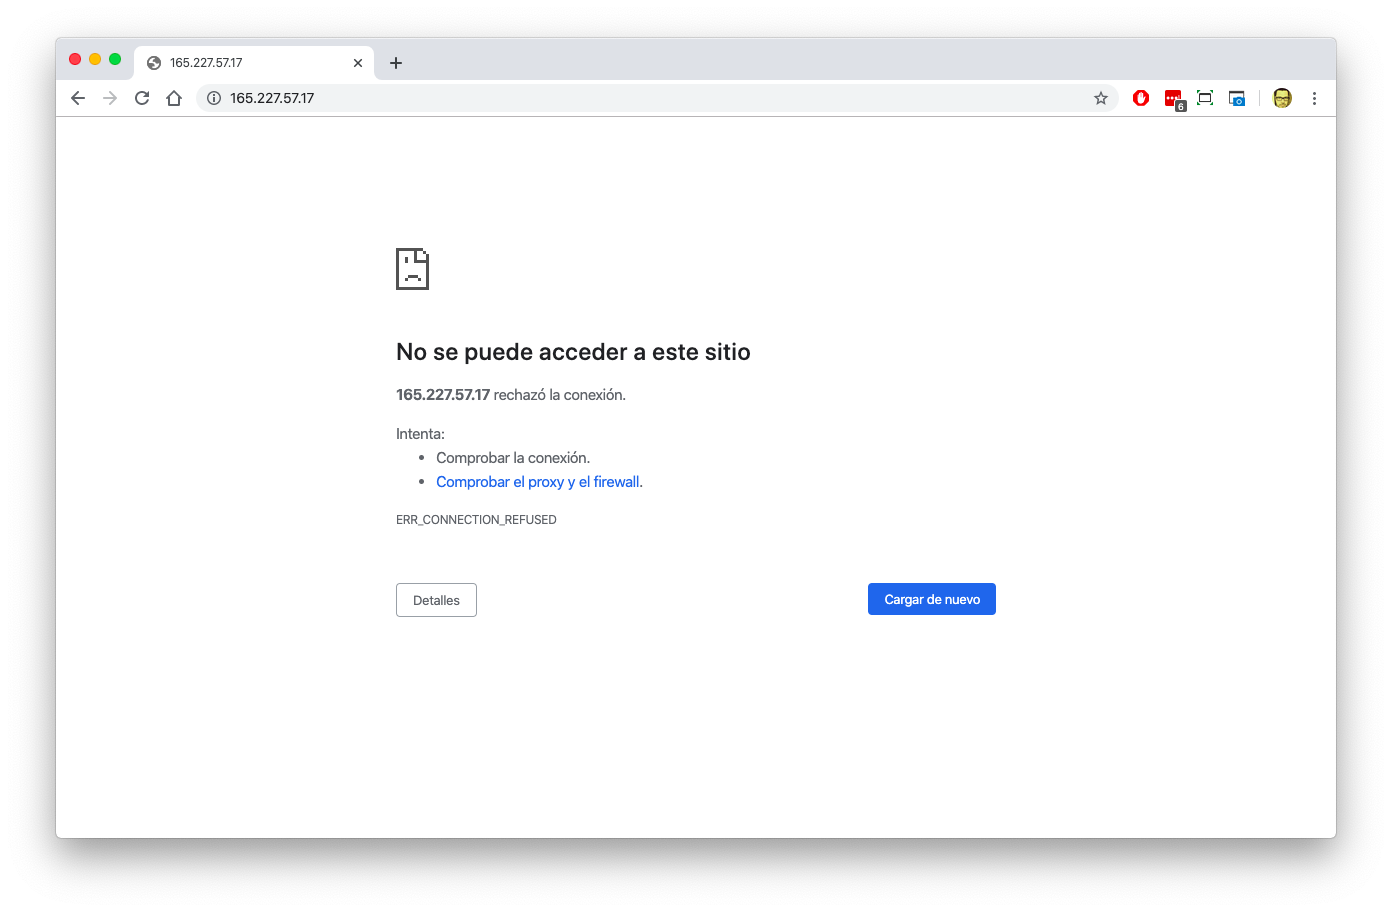 165.227.57.17
165.227.57.17
6
No se puede acceder a este sitio
165.227.57.17 rechazó la conexión.
Intenta:
• Comprobar la conexión.
• Comprobar el proxy y el firewall.
ERR_CONNECTION_REFUSED
Detalles
Cargar de nuevo